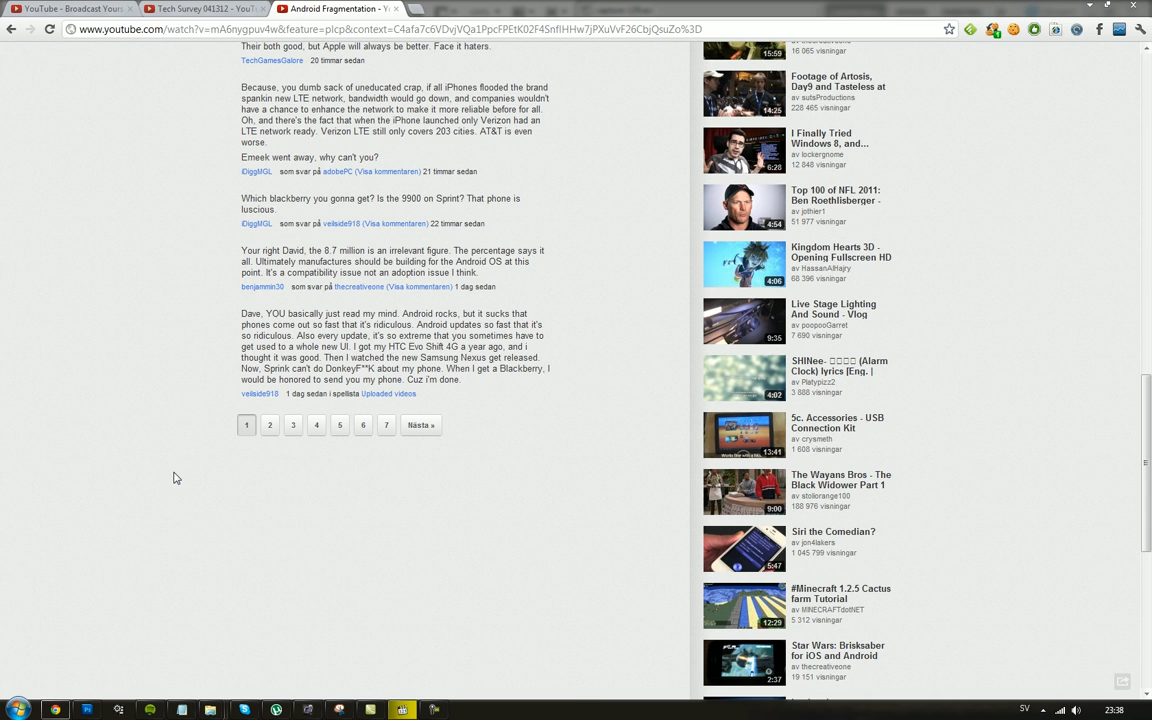 YouTube - Broadcast Yours
Tech Survey 041312 - YouTu
Android Fragmentation - Yo
www.youtube.com/watch?v=mA6nygpuv4w&feature=plcp&context=C4afa7c6VDvjVQa1PpcFPEtK02F4SnflHHw7jPXuVvF26CbjQsuZo%3D
Their both good, but Apple will always be better. Face it haters.
TechGamesGalore 20 timmar sedan
Because, you dumb sack of uneducated crap, if all iPhones flooded the brand
spankin new LTE network, bandwidth would go down, and companies wouldn't
have a chance to enhance the network to make it more reliable before for all.
Oh, and there's the fact that when the iPhone launched only Verizon had an
LTE network ready. Verizon LTE still only covers 203 cities. AT&T is even
worse.
Emeek went away, why can't you?
iDiggMGL som svar på adobePC (Visa kommentaren) 21 timmar sedan
Which blackberry you gonna get? Is the 9900 on Sprint? That phone is
luscious.
iDiggMGL som svar på veilside918 (Visa kommentaren) 22 timmar sedan
Your right David, the 8.7 million is an irrelevant figure. The percentage says it
all. Ultimately manufactures should be building for the Android OS at this
point. It's a compatibility issue not an adoption issue I think.
benjammin30 som svar på thecreativeone (Visa kommentaren) 1 dag sedan
Dave, YOU basically just read my mind. Android rocks, but it sucks that
phones come out so fast that it's ridiculous. Android updates so fast that it's
so ridiculous. Also every update, it's so extreme that you sometimes have to
get used to a whole new UI. I got my HTC Evo Shift 4G a year ago, and i
thought it was good. Then I watched the new Samsung Nexus get released.
Now, Sprink can't do DonkeyF**K about my phone. When I get a Blackberry, I
would be honored to send you my phone. Cuz i'm done.
veilside918 1 dag sedan i spellista Uploaded videos
1 2 3 4 5 6 7 Nästa »
16 065 visningar
15:59
Footage of Artosis,
Day9 and Tasteless at
av sutsProductions
228 465 visningar
14:25
I Finally Tried
Windows 8, and...
av lockergnome
12 848 visningar
6:28
Top 100 of NFL 2011:
Ben Roethlisberger -
av jothier1
51 977 visningar
4:54
Kingdom Hearts 3D -
Opening Fullscreen HD
av HassanAlHajry
68 396 visningar
4:06
Live Stage Lighting
And Sound - Vlog
av poopooGarret
7 690 visningar
9:35
SHINee- □□□□ (Alarm
Clock) lyrics [Eng. |
av Platypizz2
3 888 visningar
4:02
5c. Accessories - USB
Connection Kit
av crysmeth
1 608 visningar
13:41
The Wayans Bros - The
Black Widower Part 1
av stoliorange100
188 976 visningar
9:00
Siri the Comedian?
av jon4lakers
1 045 799 visningar
5:47
#Minecraft 1.2.5 Cactus
farm Tutorial
av MINECRAFTdotNET
5 312 visningar
12:29
Star Wars: Brisksaber
for iOS and Android
av thecreativeone
19 151 visningar
2:37
SV
23:38